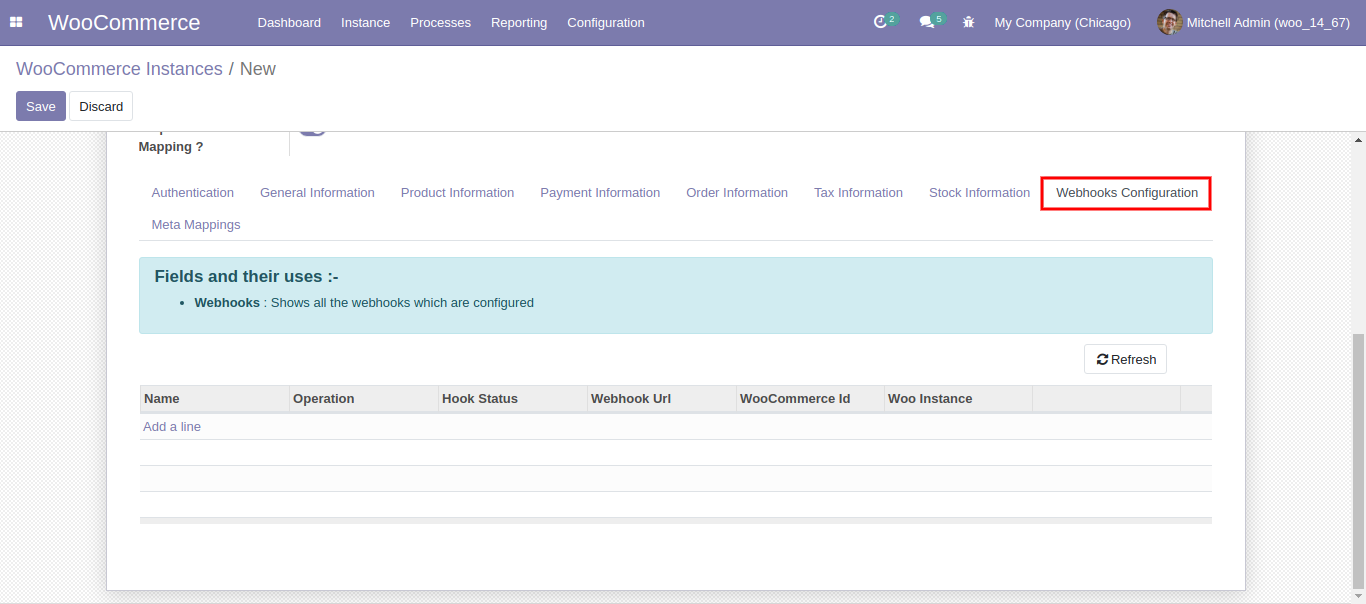 WooCommerce Dashboard Instance Processes Reporting Configuration 2 5 My Company (Chicago) Mitchell Admin (woo_14_67)
WooCommerce Instances / New
Save Discard
Mapping ?
Authentication General Information Product Information Payment Information Order Information Tax Information Stock Information Webhooks Configuration
Meta Mappings
Fields and their uses :-
• Webhooks : Shows all the webhooks which are configured
Refresh
Name Operation Hook Status Webhook Url WooCommerce Id Woo Instance
Add a line